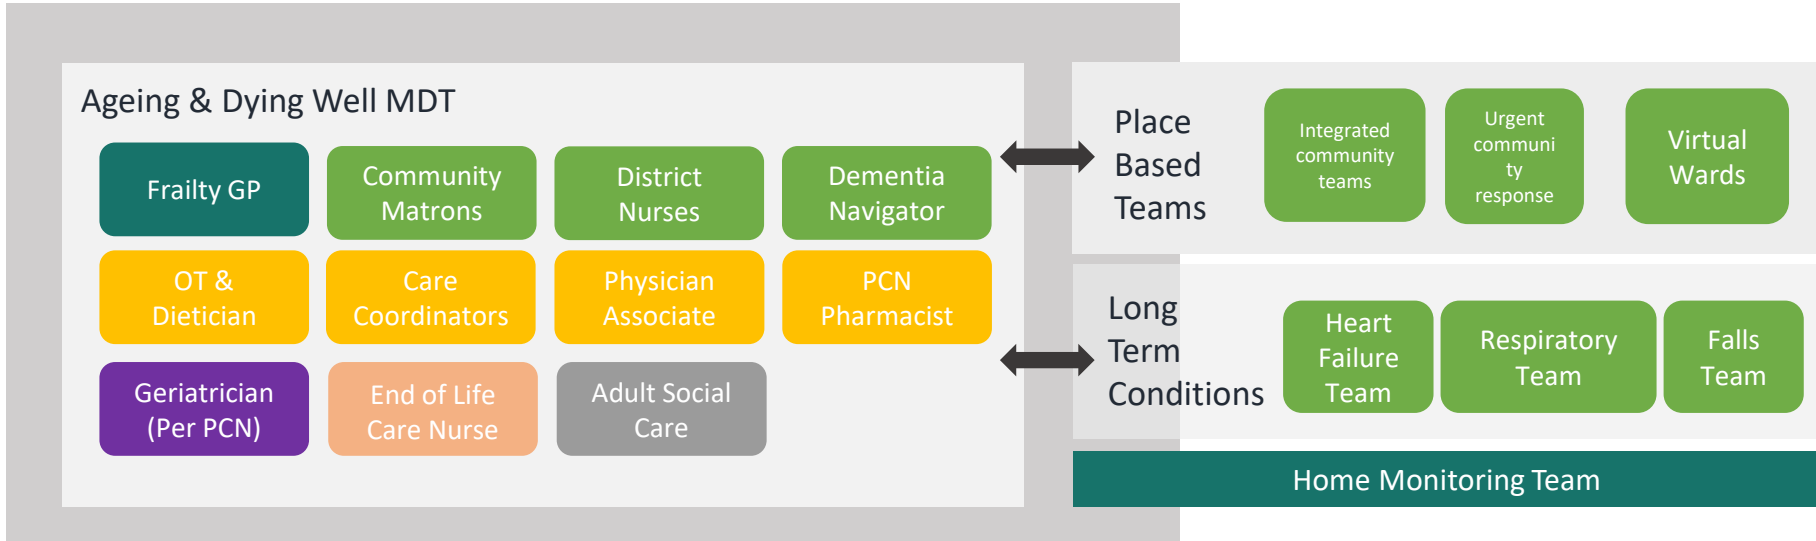 Ageing & Dying Well MDT
Frailty GP
Community
Matrons
District
Nurses
Dementia
Navigator
OT &
Dietician
Care
Coordinators
Physician
Associate
PCN
Pharmacist
Geriatrician
(Per PCN)
End of Life
Care Nurse
Adult Social
Care
Place
Based
Teams
Integrated
community
teams
Urgent
communi
ty
response
Virtual
Wards
Long
Term
Conditions
Heart
Failure
Team
Respiratory
Team
Falls
Team
Home Monitoring Team